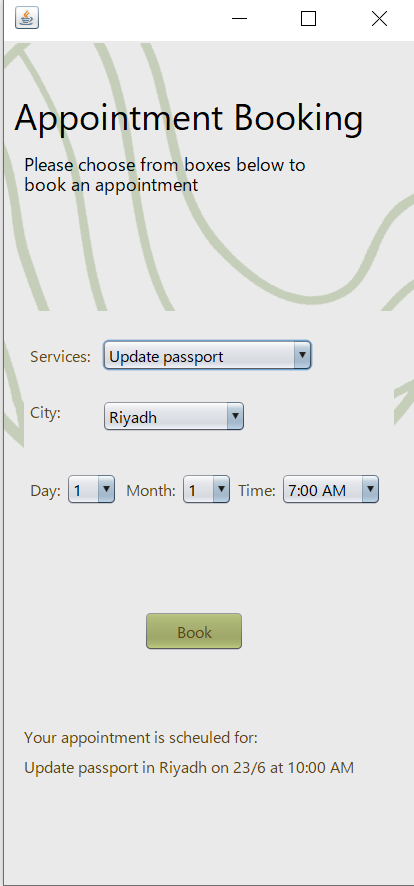 Appointment Booking
Please choose from boxes below to
book an appointment
Services: Update passport
City: Riyadh
Day: 1 Month: 1 Time: 7:00 AM
Book
Your appointment is scheuled for:
Update passport in Riyadh on 23/6 at 10:00 AM